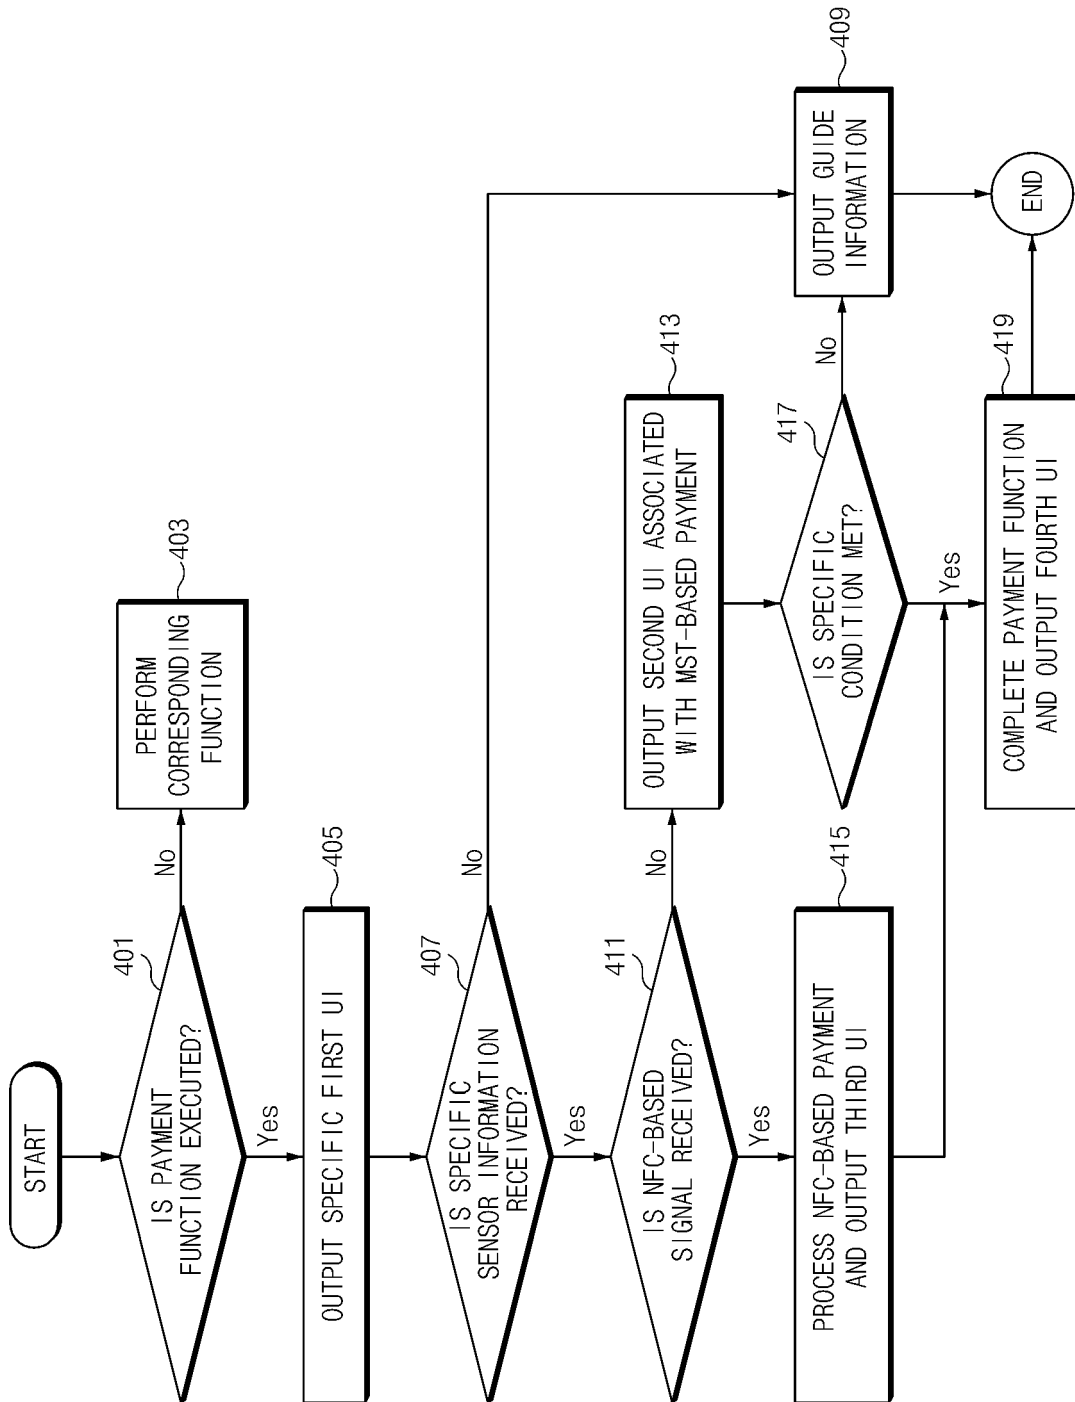 START
401
IS PAYMENT
FUNCTION EXECUTED?
No
403
PERFORM
CORRESPONDING
FUNCTION
Yes
405
OUTPUT SPECIFIC FIRST UI
407
IS SPECIFIC
SENSOR INFORMATION
RECEIVED?
No
Yes
411
IS NFC-BASED
SIGNAL RECEIVED?
No
413
OUTPUT SECOND UI ASSOCIATED
WITH MST-BASED PAYMENT
Yes
415
PROCESS NFC-BASED PAYMENT
AND OUTPUT THIRD UI
417
IS SPECIFIC
CONDITION MET?
No
409
OUTPUT GUIDE
INFORMATION
Yes
419
COMPLETE PAYMENT FUNCTION
AND OUTPUT FOURTH UI
END